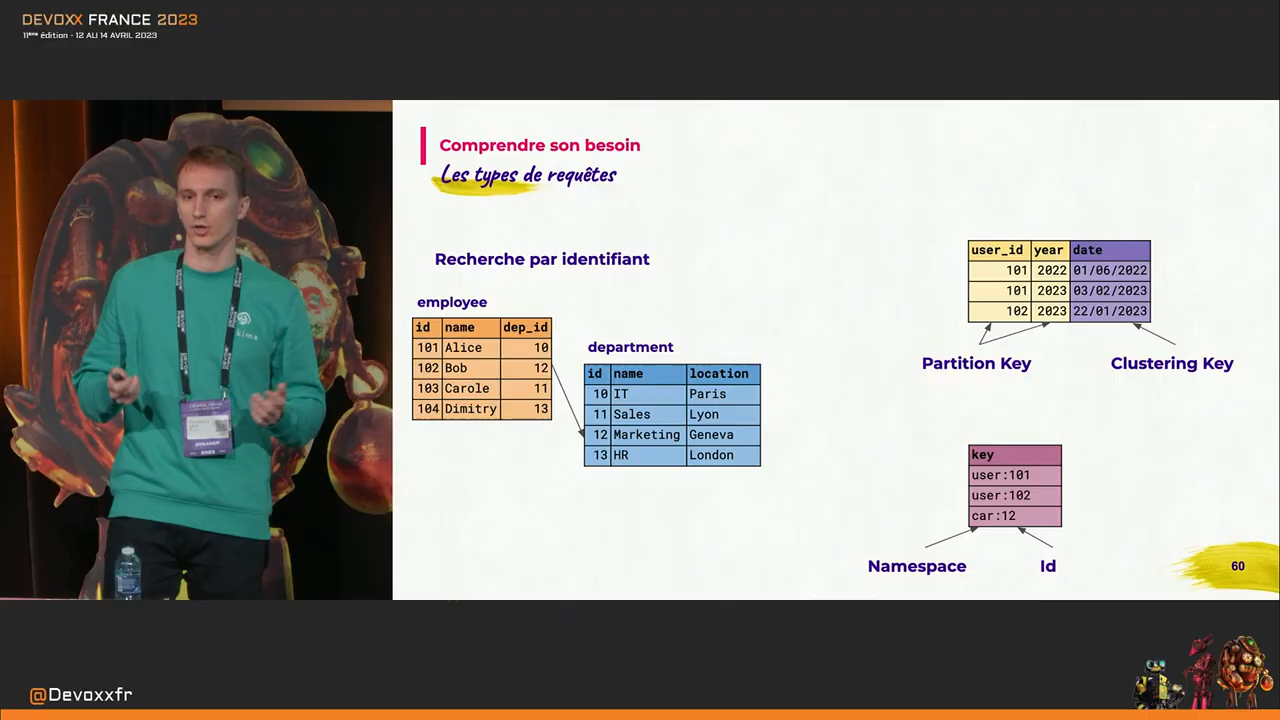 DEVOXX FRANCE 2023
11ème édition - 12 AU 14 AVRIL 2023
Comprendre son besoin
Les types de requêtes
Recherche par identifiant
employee
id name dep_id
101 Alice 10
102 Bob 12
103 Carole 11
104 Dimitry 13
department
id name location
10 IT Paris
11 Sales Lyon
12 Marketing Geneva
13 HR London
user_id year date
101 2022 01/06/2022
101 2023 03/02/2023
102 2023 22/01/2023
Partition Key
Clustering Key
key
user:101
user:102
car:12
Namespace
Id
60
SPEAKER
2023
@Devoxxfr